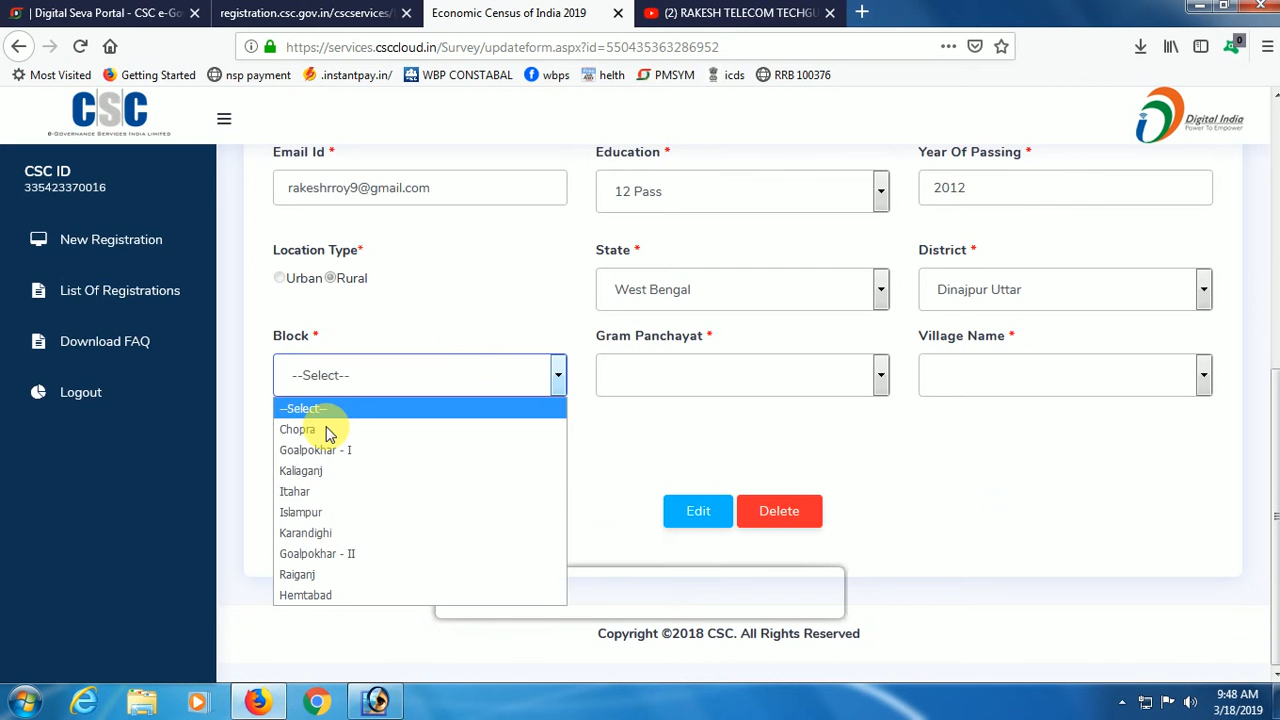 | Digital Seva Portal - CSC e-Go
registration.csc.gov.in/cscservices/
Economic Census of India 2019
(2) RAKESH TELECOM TECHGU
https://services.csccloud.in/Survey/updateform.aspx?id=550435363286952
0
Most Visited
Getting Started
nsp payment
.instantpay.in/
WBP CONSTABAL
wbps
helth
PMSYM
icds
RRB 100376
CSC
e-GOVERNANCE SERVICES INDIA LIMITED
Digital India
Power To Empower
CSC ID
335423370016
New Registration
List Of Registrations
Download FAQ
Logout
Email Id *
Education *
Year Of Passing *
rakeshrroy9@gmail.com
12 Pass
2012
Location Type*
State *
District *
Urban Rural
West Bengal
Dinajpur Uttar
Block *
Gram Panchayat *
Village Name *
--Select--
--Select--
Chopra
Goalpokhar - I
Kaliaganj
Itahar
Islampur
Karandighi
Goalpokhar - II
Raiganj
Hemtabad
Edit
Delete
Copyright ©2018 CSC. All Rights Reserved
9:48 AM
3/18/2019